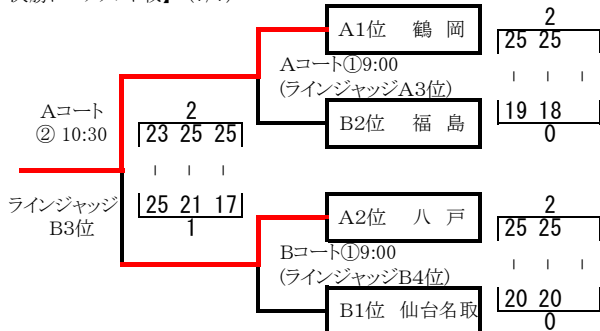 A1位 鶴 岡
2
25 25
Aコート①9:00
(ラインジャッジA3位)
B2位 福 島
19 18
0
Aコート
② 10:30
2
23 25 25
25 21 17
1
ラインジャッジ
B3位
A2位 八 戸
2
25 25
Bコート①9:00
(ラインジャッジB4位)
B1位 仙台名取
20 20
0